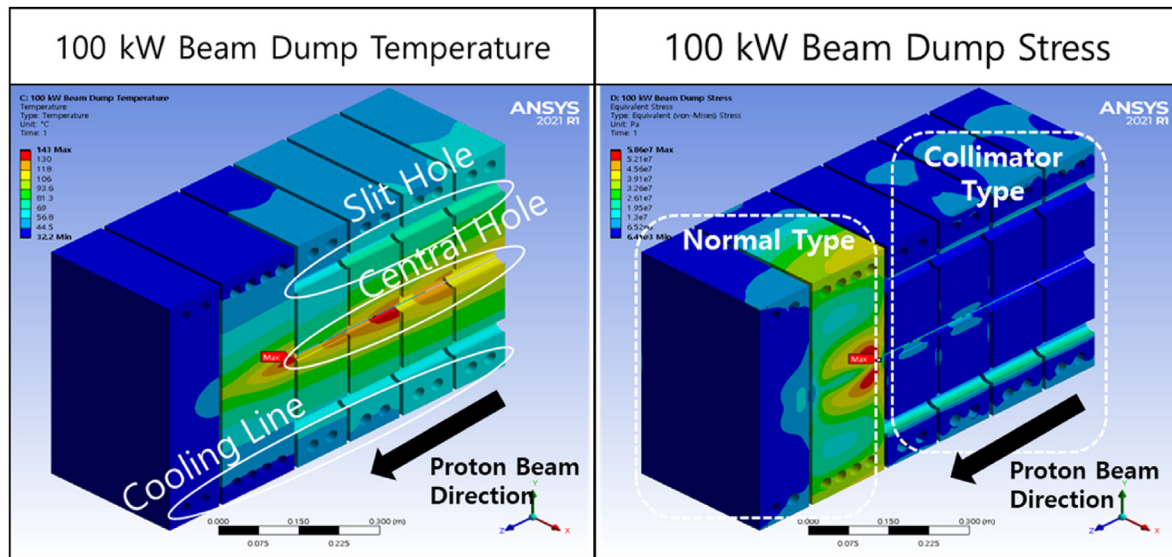 100 kW Beam Dump Temperature
100 kW Beam Dump Stress
C: 100 kW Beam Dump Temperature
Temperature
Type: Temperature
Unit: °C
Time: 1
143 Max
130
118
106
93.6
81.3
69
56.8
44.5
32.2 Min
ANSYS
2021 R1
Slit Hole
Central Hole
Max
Cooling Line
Proton Beam
Direction
0.000
0.150
0.300 (m)
0.075
0.225
Y
Z
X
D: 100 kW Beam Dump Stress
Equivalent Stress
Type: Equivalent (von-Mises) Stress
Unit: Pa
Time: 1
5.86e7 Max
5.21e7
4.56e7
3.91e7
3.26e7
2.61e7
1.95e7
1.3e7
ANSYS
2021 R1
Collimator
Type
Normal Type
Max
Proton Beam
Direction
0.000
0.150
0.300 (m)
0.075
0.225
Y
Z
X